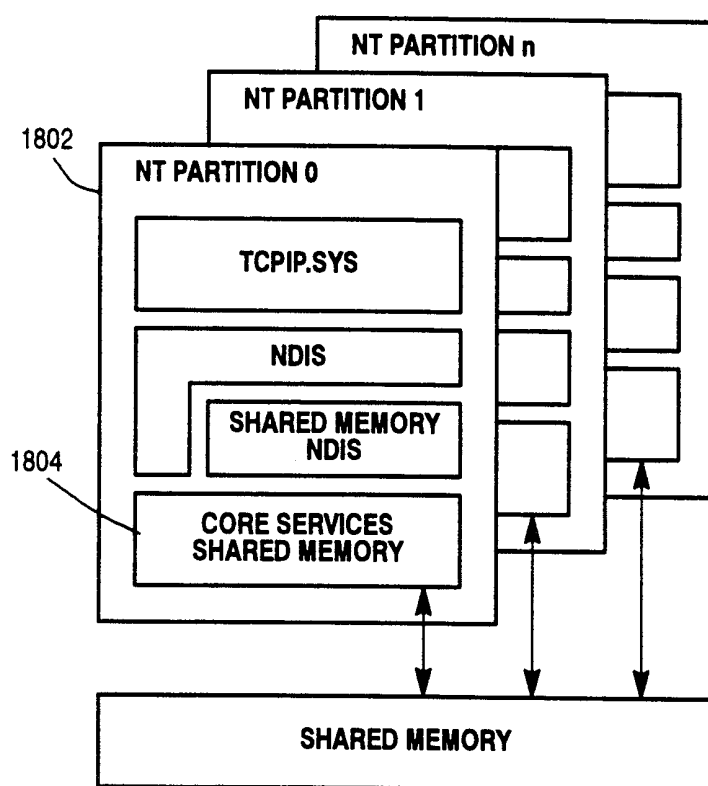 NT PARTITION n
NT PARTITION 1
1802
NT PARTITION 0
TCPIP.SYS
NDIS
SHARED MEMORY
NDIS
1804
CORE SERVICES
SHARED MEMORY
SHARED MEMORY